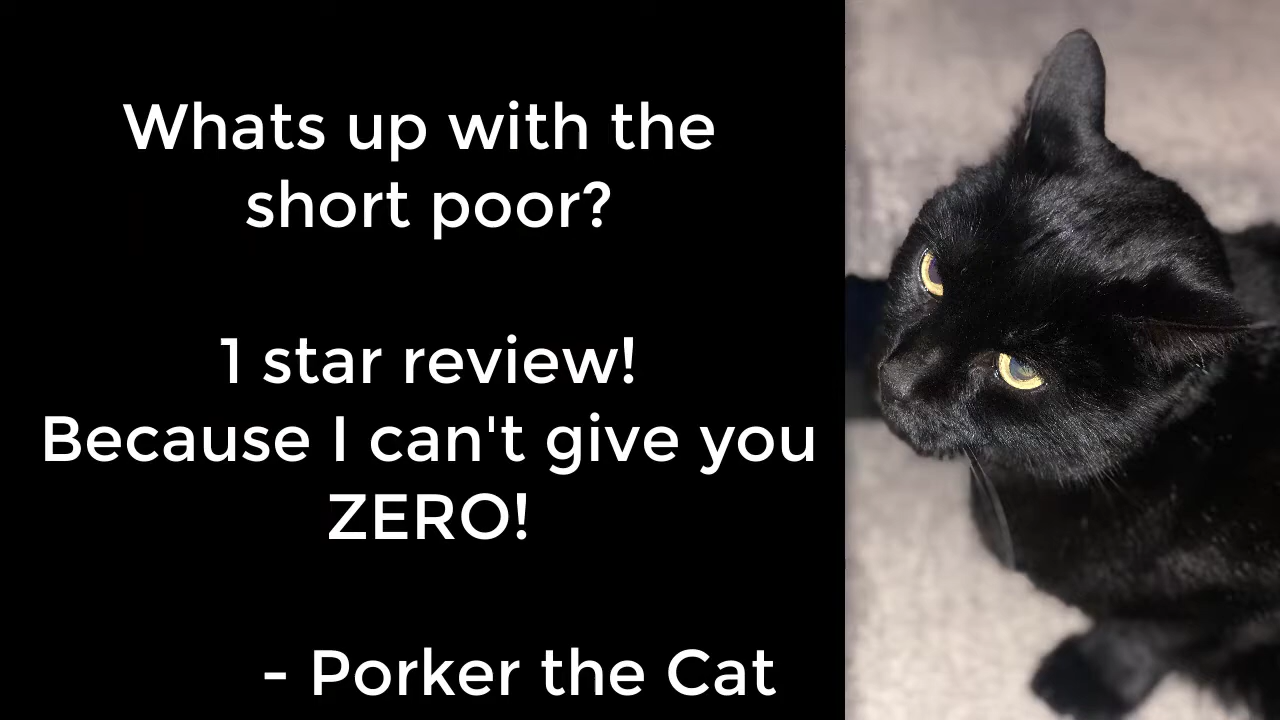 Whats up with the
short poor?
1 star review!
Because I can't give you
ZERO!
- Porker the Cat